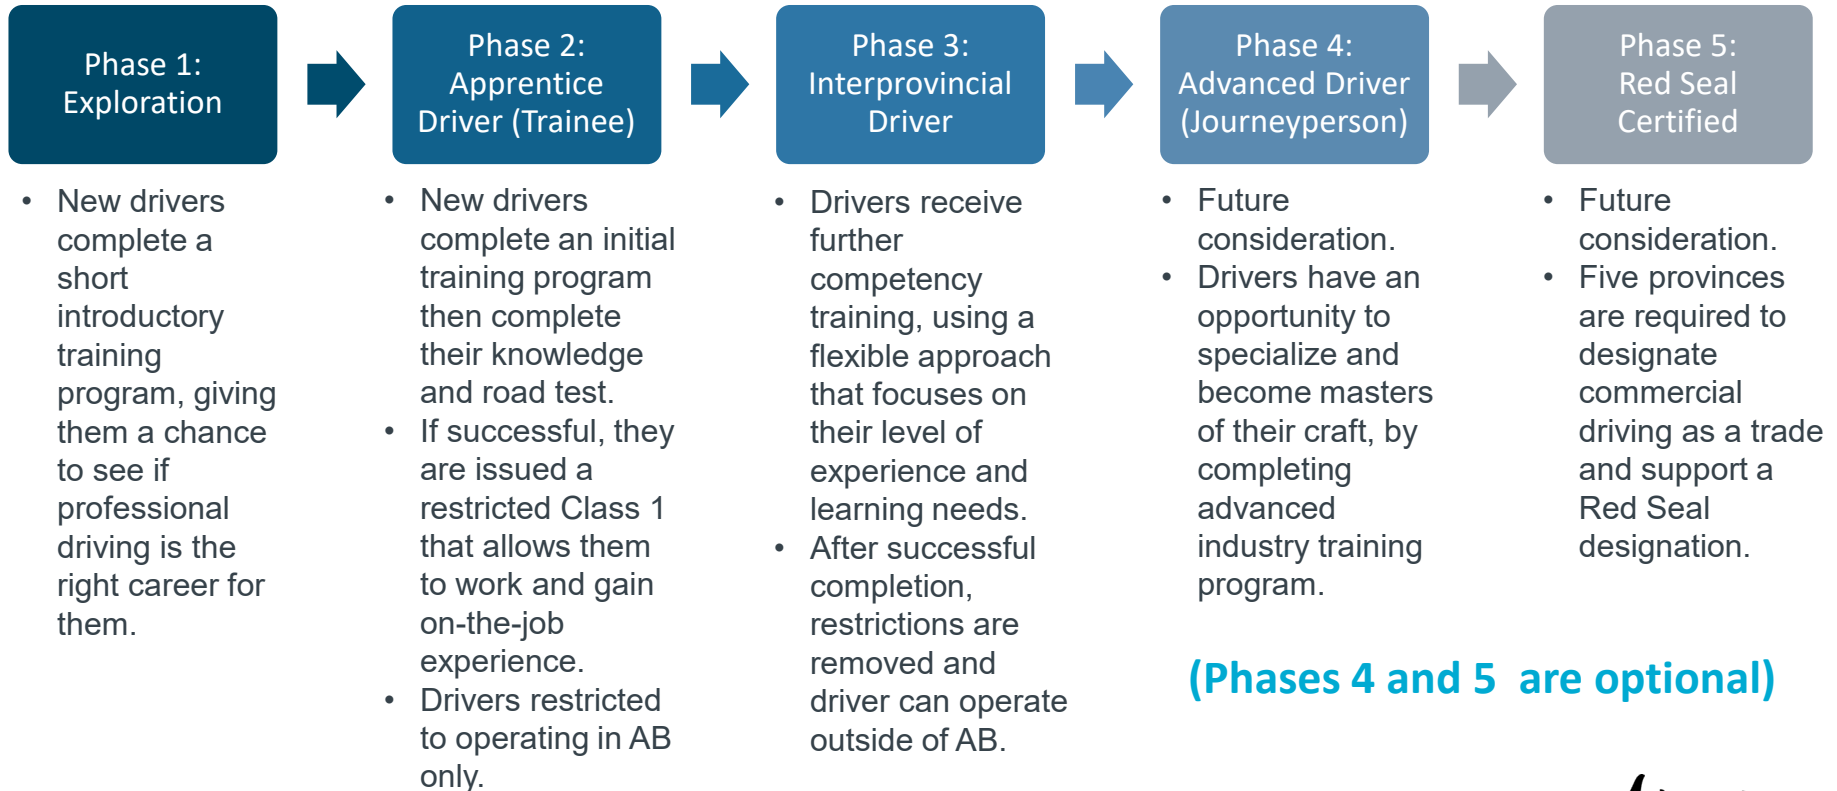 Phase 1:
Exploration
Phase 2:
Apprentice
Driver (Trainee)
Phase 3:
Interprovincial
Driver
Phase 4:
Advanced Driver
(Journeyperson)
Phase 5:
Red Seal
Certified
• New drivers
complete a
short
introductory
training
program, giving
them a chance
to see if
professional
driving is the
right career for
them.
• New drivers
complete an initial
training program
then complete
their knowledge
and road test.
• If successful, they
are issued a
restricted Class 1
that allows them
to work and gain
on-the-job
experience.
• Drivers restricted
to operating in AB
only.
• Drivers receive
further
competency
training, using a
flexible approach
that focuses on
their level of
experience and
learning needs.
• After successful
completion,
restrictions are
removed and
driver can operate
outside of AB.
• Future
consideration.
• Drivers have an
opportunity to
specialize and
become masters
of their craft, by
completing
advanced
industry training
program.
• Future
consideration.
• Five provinces
are required to
designate
commercial
driving as a trade
and support a
Red Seal
designation.
(Phases 4 and 5 are optional)